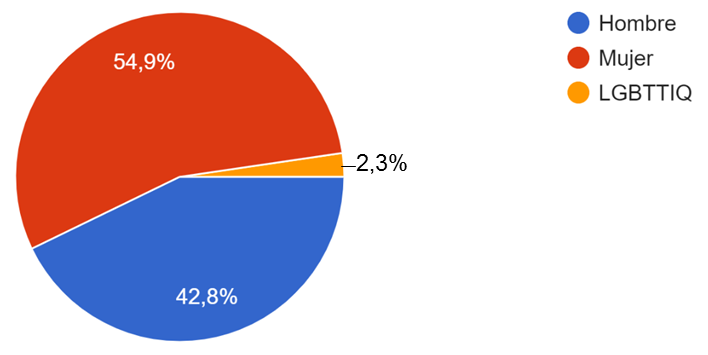 54,9%
2,3%
42,8%
Hombre
Mujer
LGBTTIQ